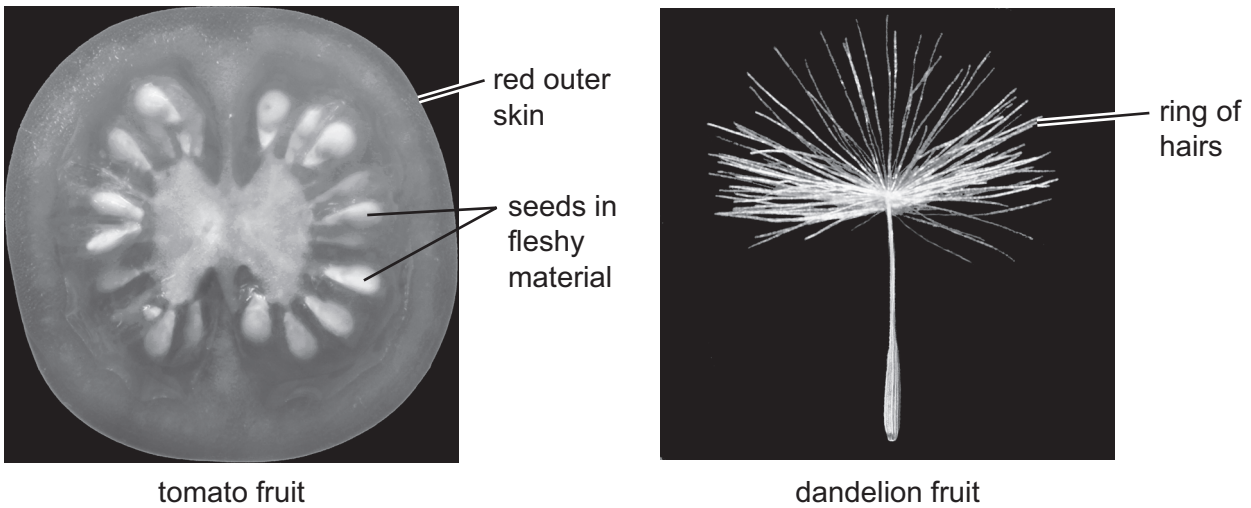 red outer
skin
seeds in
fleshy
material
tomato fruit
ring of
hairs
dandelion fruit